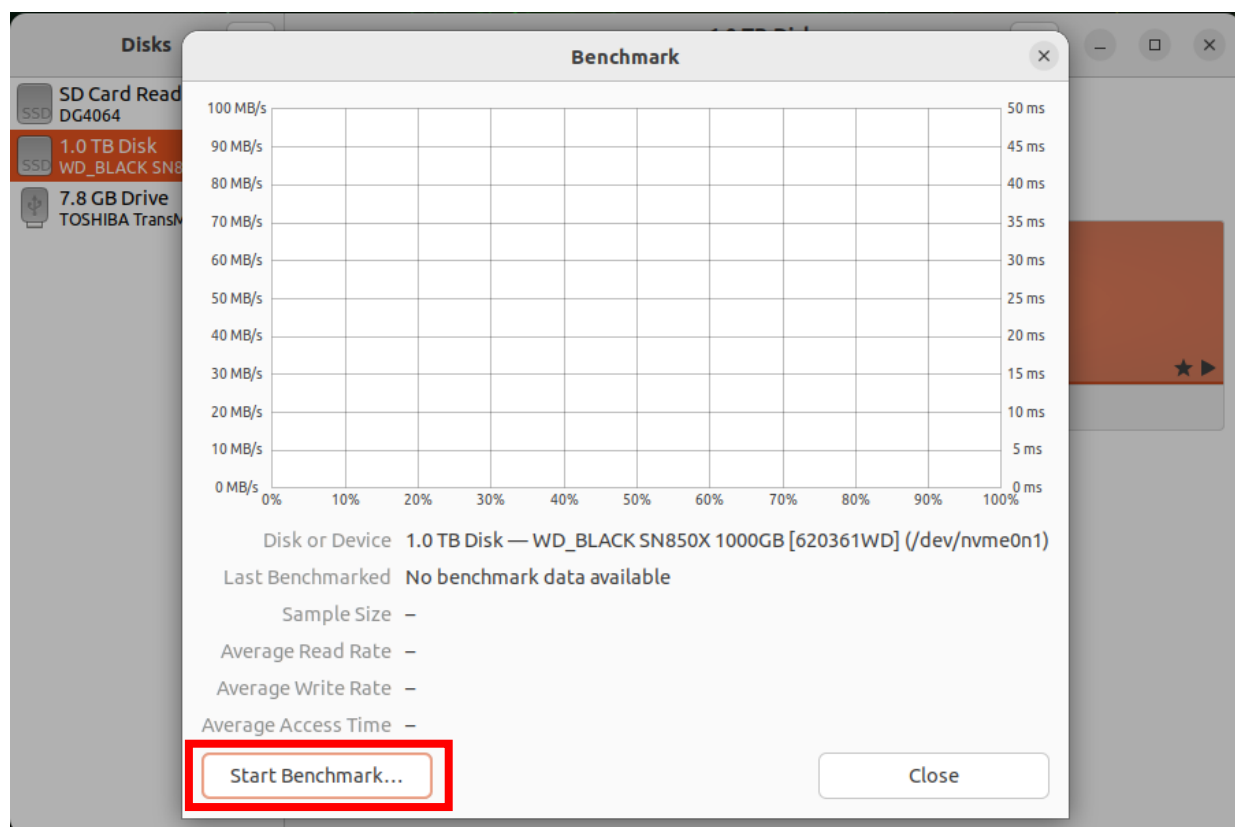 Disks
SD Card Read
DG4064
1.0 TB Disk
WD_BLACK SN8
7.8 GB Drive
TOSHIBA Trans
SSD
SSD
Benchmark
100 MB/s
90 MB/s
80 MB/s
70 MB/s
60 MB/s
50 MB/s
40 MB/s
30 MB/s
20 MB/s
10 MB/s
0 MB/s
50 ms
45 ms
40 ms
35 ms
30 ms
25 ms
20 ms
15 ms
10 ms
5 ms
0 ms
0% 10% 20% 30% 40% 50% 60% 70% 80% 90% 100%
Disk or Device 1.0 TB Disk — WD_BLACK SN850X 1000GB [620361WD] (/dev/nvme0n1)
Last Benchmarked No benchmark data available
Sample Size –
Average Read Rate –
Average Write Rate –
Average Access Time –
Start Benchmark...
Close